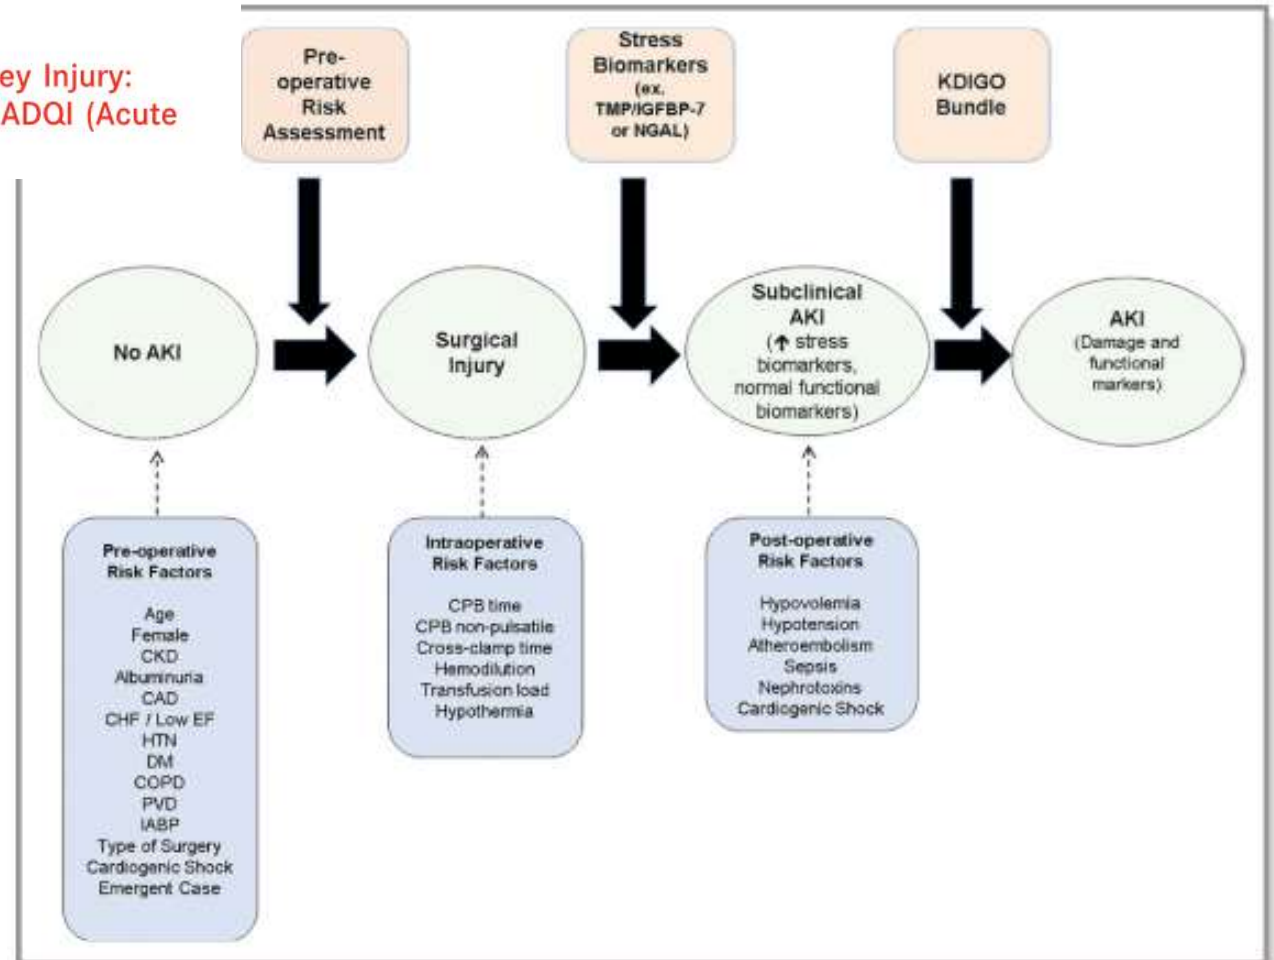 ey Injury:
ADQI (Acute
Pre-
operative
Risk
Assessment
Stress
Biomarkers
(ex.
TMP/IGFBP-7
or NGAL)
KDIGO
Bundle
No AKI
Surgical
Injury
Subclinical
AKI
(↑ stress
biomarkers,
normal functional
biomarkers)
AKI
(Damage and
functional
markers)
Pre-operative
Risk Factors
Age
Female
CKD
Albuminuria
CAD
CHF / Low EF
HTN
DM
COPD
PVD
IABP
Type of Surgery
Cardiogenic Shock
Emergent Case
Intraoperative
Risk Factors
CPB time
CPB non-pulsatile
Cross-clamp time
Hemodilution
Transfusion load
Hypothermia
Post-operative
Risk Factors
Hypovolemia
Hypotension
Atheroembolism
Sepsis
Nephrotoxins
Cardiogenic Shock